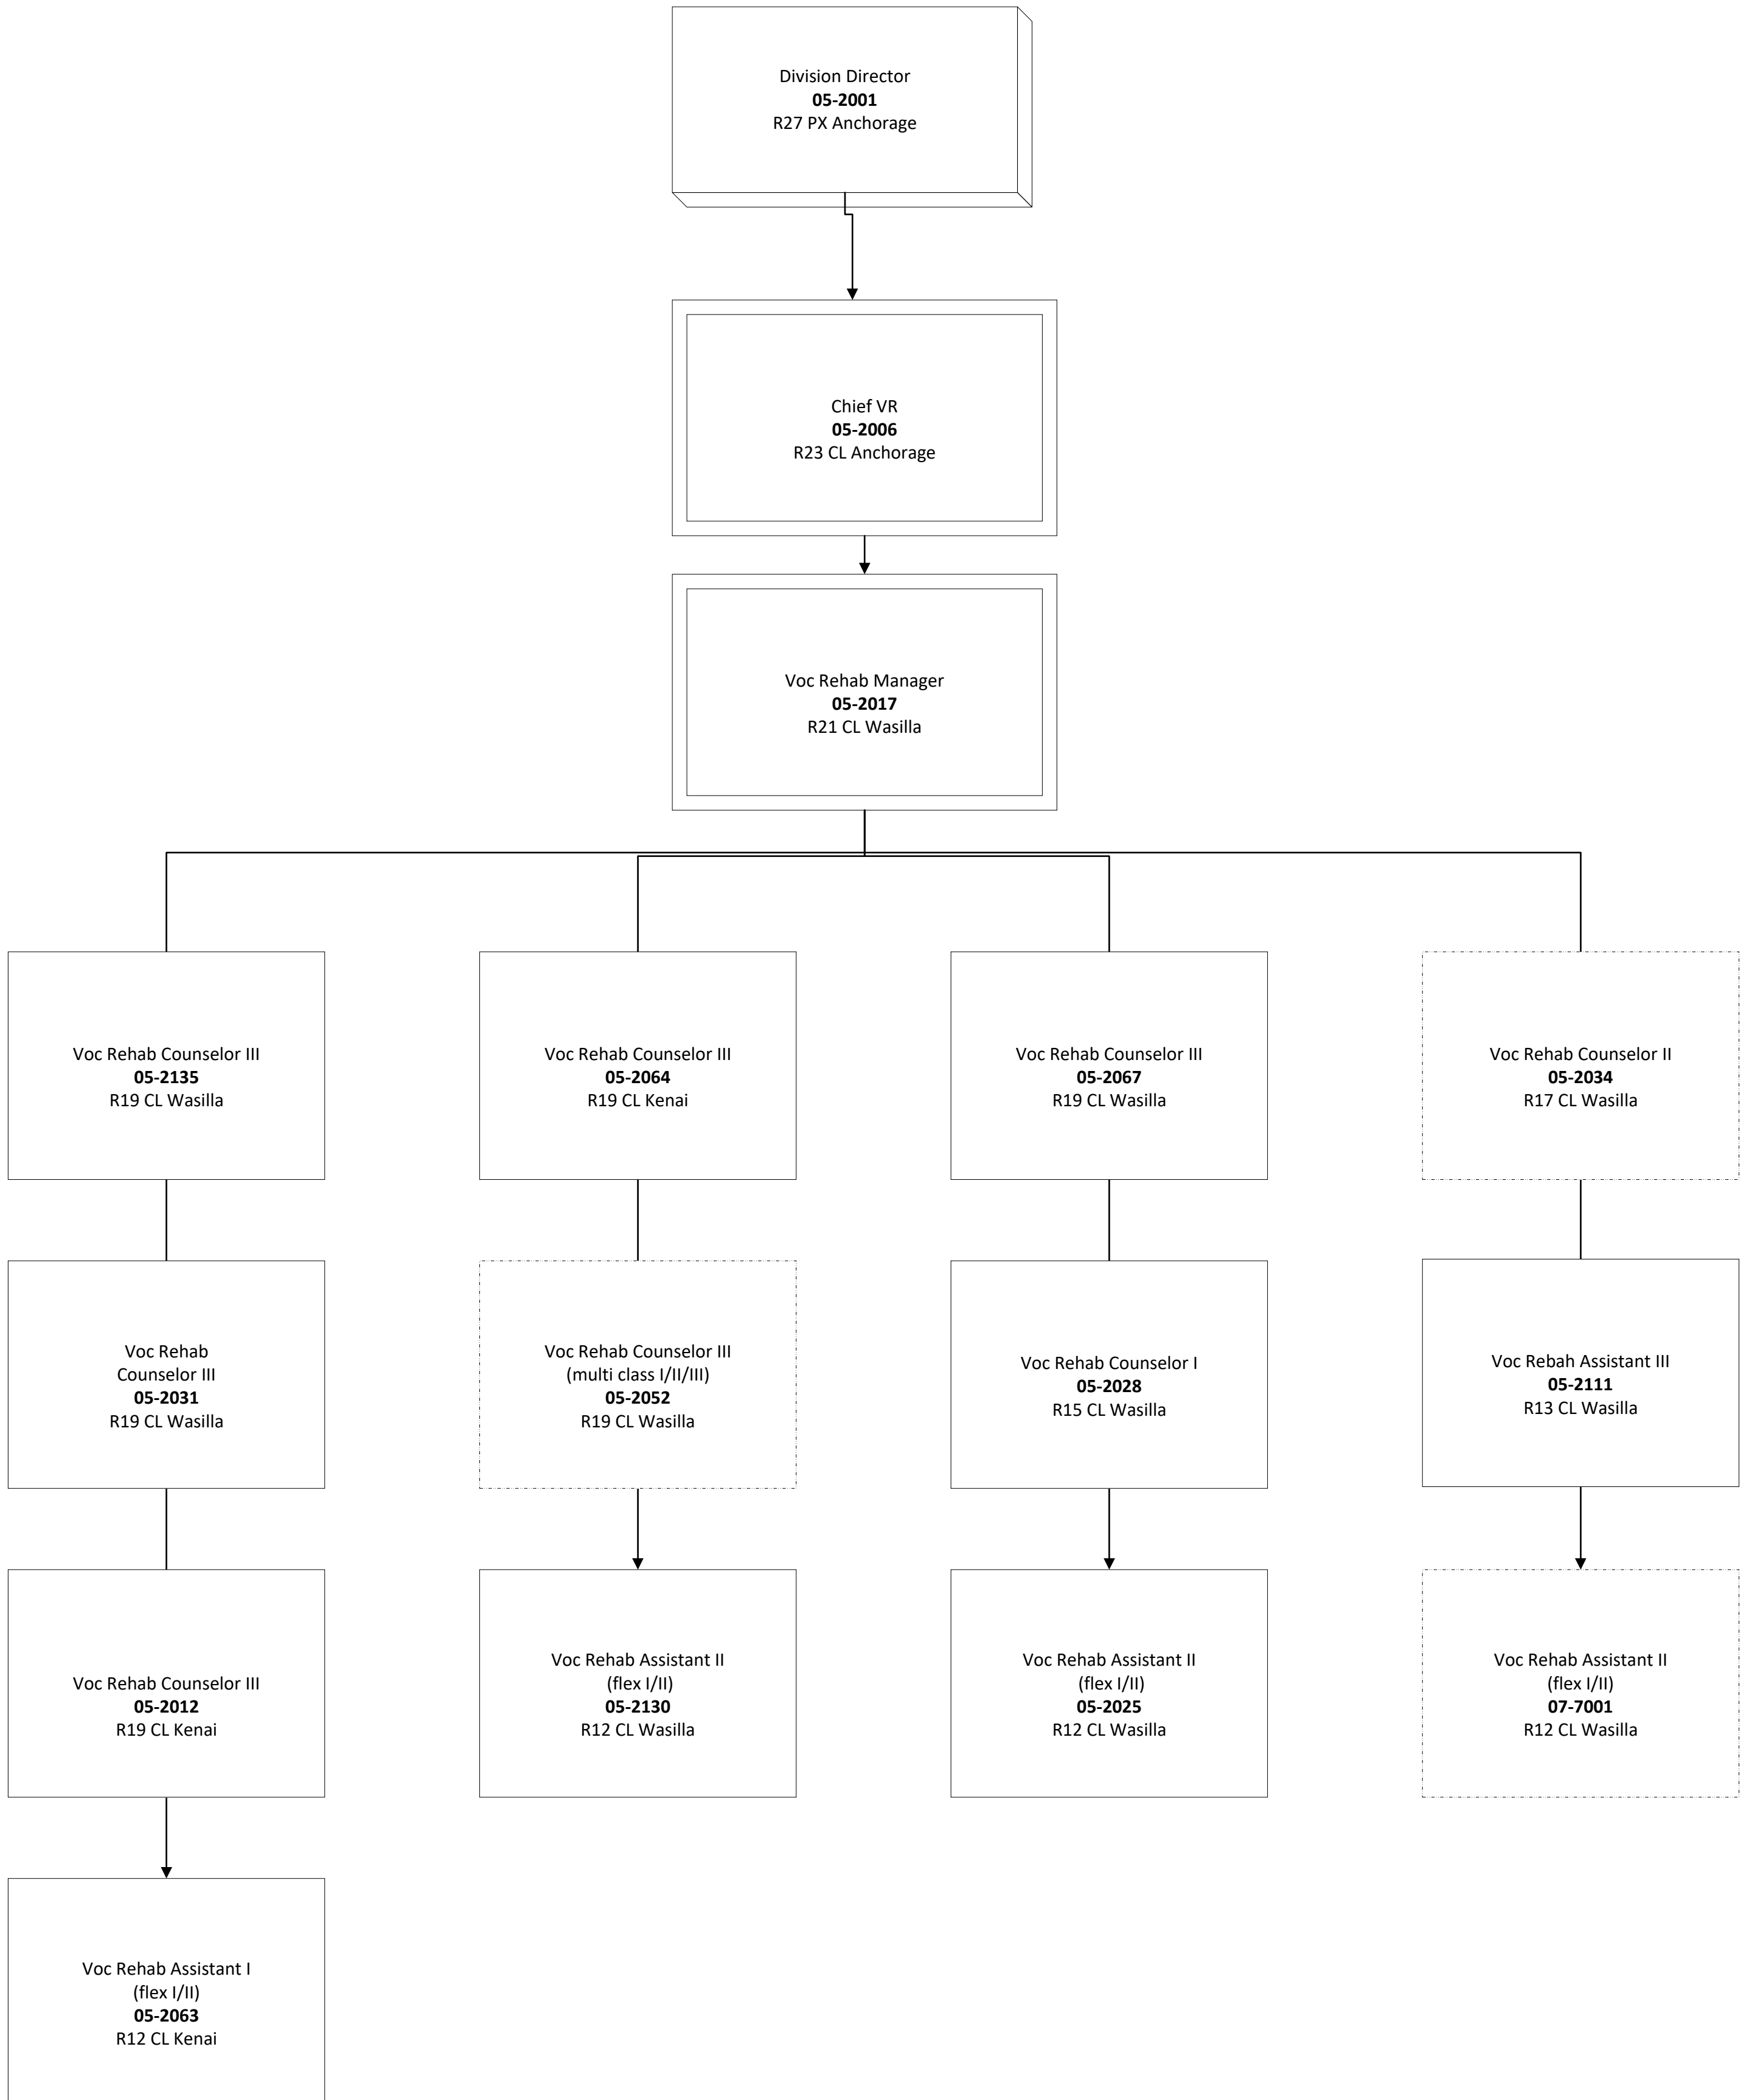 Division Director
05-2001
R27 PX Anchorage
Chief VR
05-2006
R23 CL Anchorage
Voc Rehab Manager
05-2017
R21 CL Wasilla
Voc Rehab Counselor III
05-2135
R19 CL Wasilla
Voc Rehab Counselor III
05-2064
R19 CL Kenai
Voc Rehab Counselor III
05-2067
R19 CL Wasilla
Voc Rehab Counselor II
05-2034
R17 CL Wasilla
Voc Rehab
Counselor III
05-2031
R19 CL Wasilla
Voc Rehab Counselor III
(multi class I/II/III)
05-2052
R19 CL Wasilla
Voc Rehab Counselor I
05-2028
R15 CL Wasilla
Voc Rebah Assistant III
05-2111
R13 CL Wasilla
Voc Rehab Counselor III
05-2012
R19 CL Kenai
Voc Rehab Assistant II
(flex I/II)
05-2130
R12 CL Wasilla
Voc Rehab Assistant II
(flex I/II)
05-2025
R12 CL Wasilla
Voc Rehab Assistant II
(flex I/II)
07-7001
R12 CL Wasilla
Voc Rehab Assistant I
(flex I/II)
05-2063
R12 CL Kenai